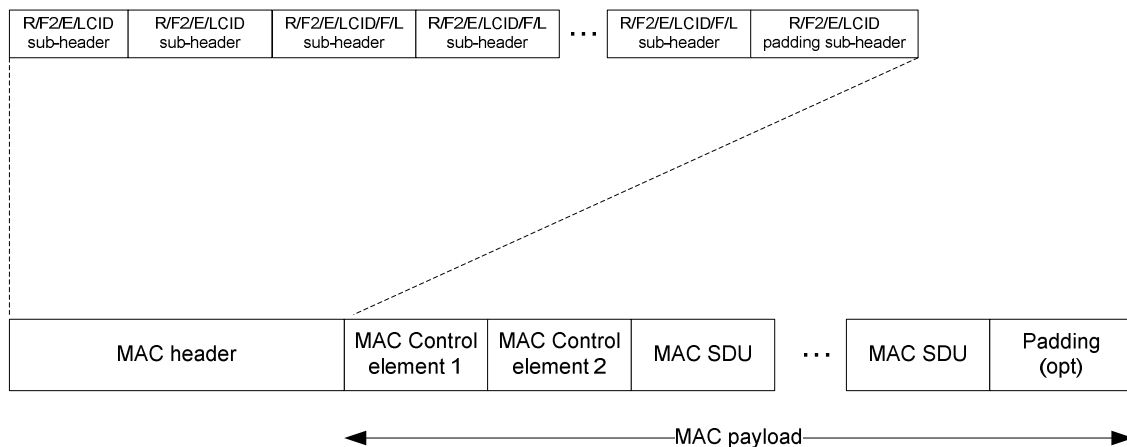 R/F2/E/LCID R/F2/E/LCID R/F2/E/LCID/F/L R/F2/E/LCID/F/L ... R/F2/E/LCID/F/L R/F2/E/LCID
sub-header sub-header sub-header sub-header sub-header padding sub-header
MAC header MAC Control MAC Control MAC SDU ... MAC SDU Padding
element 1 element 2 (opt)
MAC payload